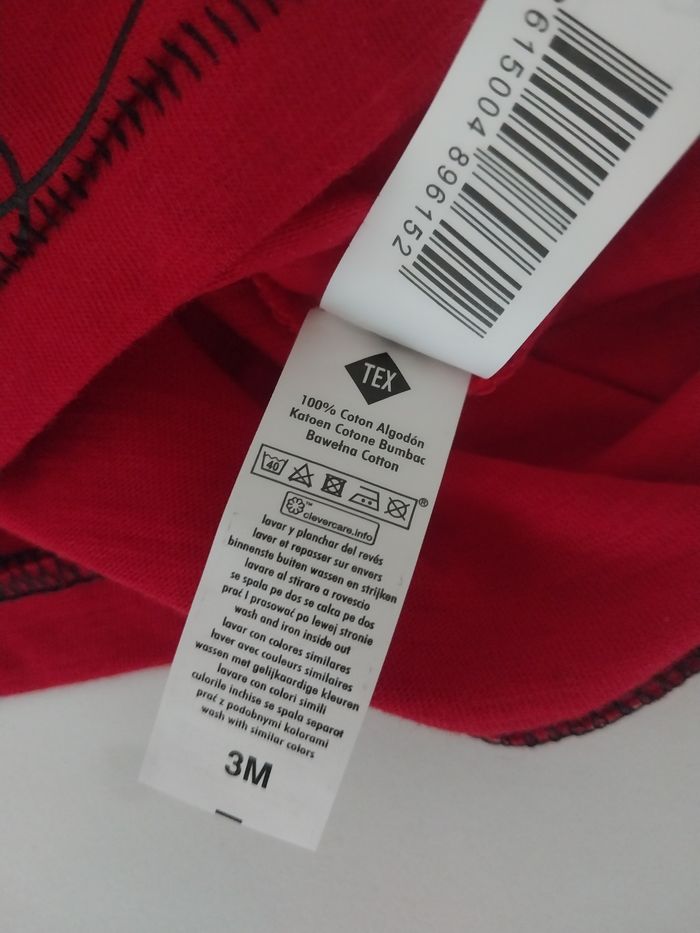 615004 896152
TEX
100% Coton Algodón
Katoen Cotone Bumbac
Bawełna Cotton
40
®
clevercare.info
lavar y planchar del revés
laver et repasser sur envers
binnenste buiten wassen en strijken
lavare al stirare a rovescio
se spala pe dos se calca pe dos
prać I prasować po lewej stronie
wash and iron inside out
lavar con colores similares
laver avec couleurs similaires
wassen met gelijkaardige kleuren
lavare con colori simili
culorile inchise se spala separat
prać z podobnymi kolorami
wash with similar colors
3M